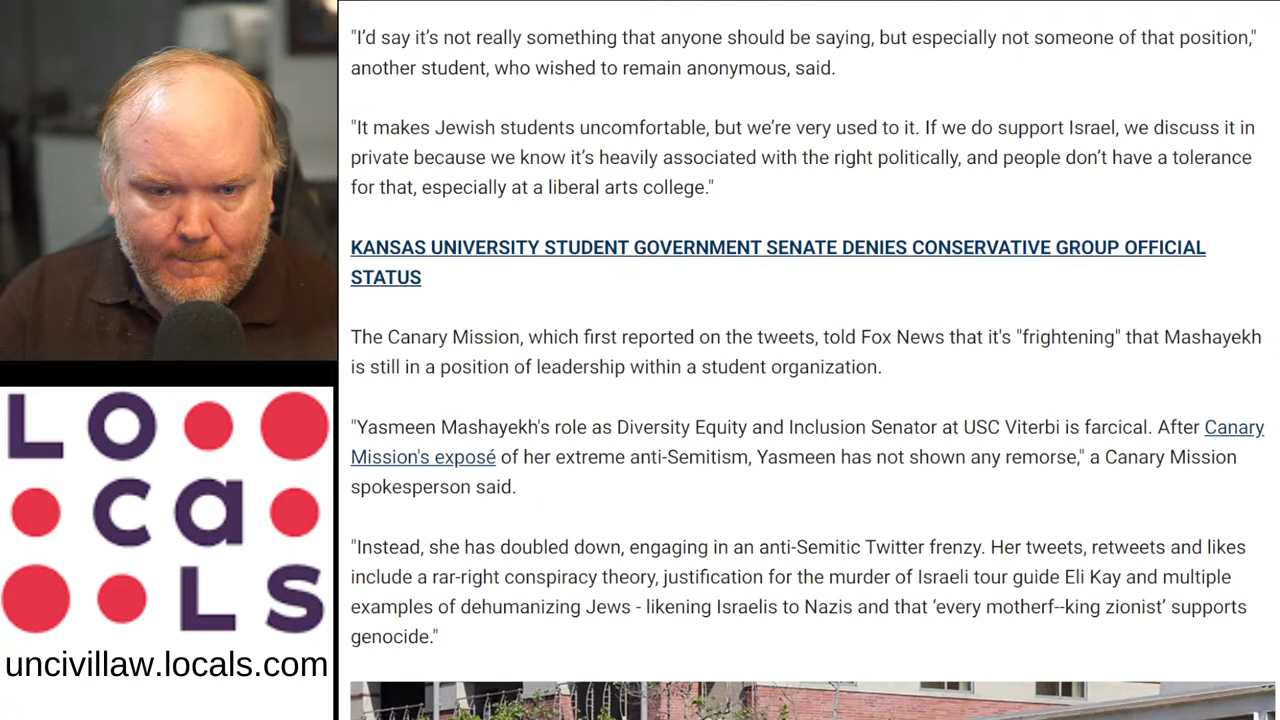 "I'd say it's not really something that anyone should be saying, but especially not someone of that position,"
another student, who wished to remain anonymous, said.
"It makes Jewish students uncomfortable, but we're very used to it. If we do support Israel, we discuss it in
private because we know it's heavily associated with the right politically, and people don't have a tolerance
for that, especially at a liberal arts college."
KANSAS UNIVERSITY STUDENT GOVERNMENT SENATE DENIES CONSERVATIVE GROUP OFFICIAL
STATUS
The Canary Mission, which first reported on the tweets, told Fox News that it's "frightening" that Mashayekh
is still in a position of leadership within a student organization.
"Yasmeen Mashayekh's role as Diversity Equity and Inclusion Senator at USC Viterbi is farcical. After Canary
Mission's exposé of her extreme anti-Semitism, Yasmeen has not shown any remorse," a Canary Mission
spokesperson said.
"Instead, she has doubled down, engaging in an anti-Semitic Twitter frenzy. Her tweets, retweets and likes
include a rar-right conspiracy theory, justification for the murder of Israeli tour guide Eli Kay and multiple
examples of dehumanizing Jews - likening Israelis to Nazis and that ‘every motherf--king zionist’ supports
genocide."
LO
ca
LS
uncivillaw.locals.com